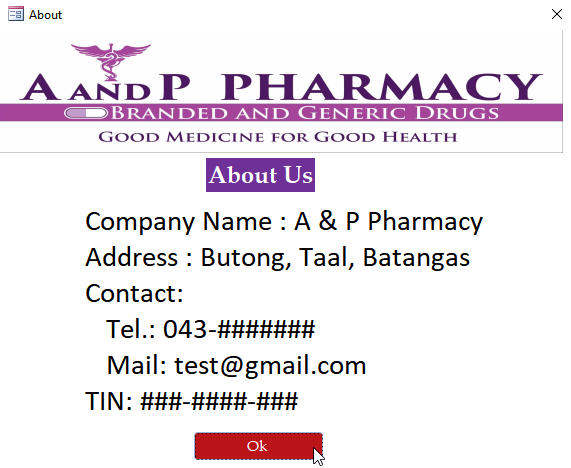 About
A AND P PHARMACY
BRANDED AND GENERIC DRUGS
GOOD MEDICINE FOR GOOD HEALTH
About Us
Company Name : A & P Pharmacy
Address : Butong, Taal, Batangas
Contact:
Tel.: 043-#######
Mail: test@gmail.com
TIN: ###-####-###
Ok